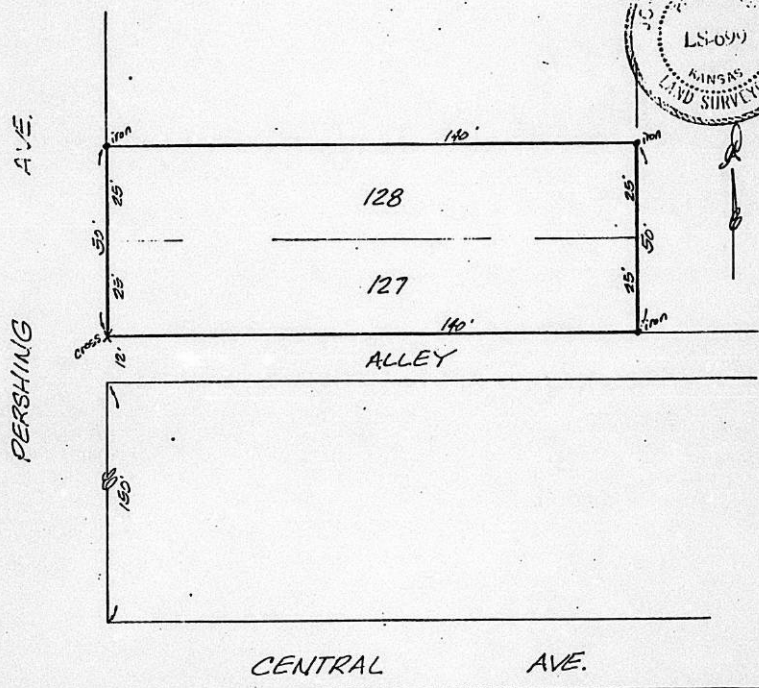 LS-699
KANSAS
LAND SURVEYO
AVE.
PERSHING
iron
140'
iron
25'
128
25'
50'
50'
25'
127
25'
cross
140'
iron
12'
ALLEY
150'
CENTRAL AVE.